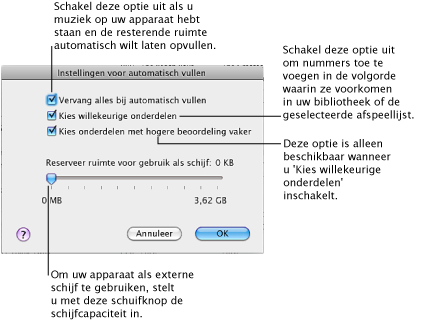 Schakel deze optie uit als u
muziek op uw apparaat hebt
staan en de resterende ruimte
automatisch wilt laten opvullen.
Schakel deze optie uit
om nummers toe te
voegen in de volgorde
waarin ze voorkomen
in uw bibliotheek of de
geselecteerde afspeellijst.
Instellingen voor automatisch vullen
Vervang alles bij automatisch vullen
Kies willekeurige onderdelen
Kies onderdelen met hogere beoordeling vaker
Deze optie is alleen
beschikbaar wanneer
u 'Kies willekeurige
onderdelen'
inschakelt.
Reserveer ruimte voor gebruik als schijf: 0 KB
0 MB 3,62 GB
? Annuleer OK
Om uw apparaat als externe
schijf te gebruiken, stelt
u met deze schuifknop de
schijfcapaciteit in.